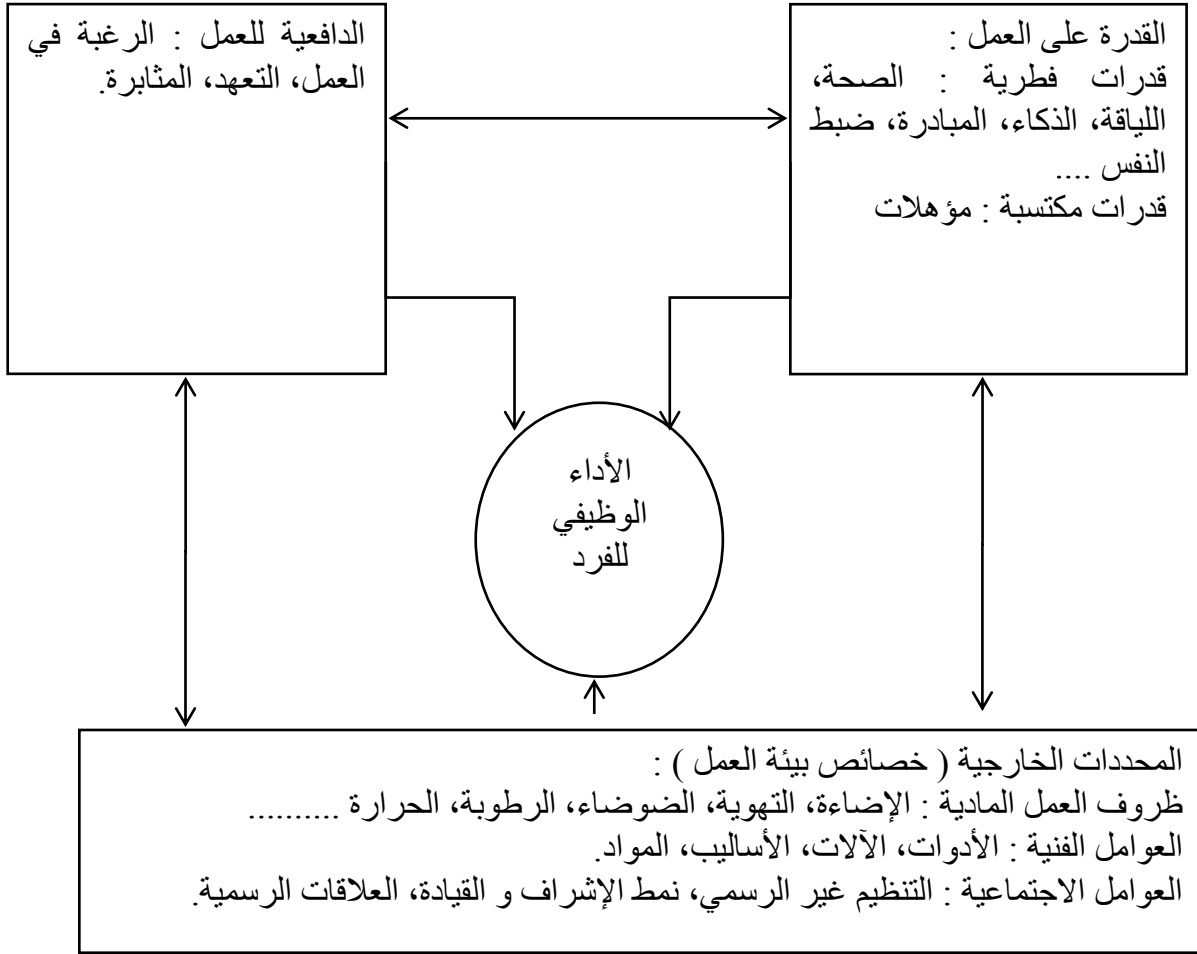 القدرة على العمل :
قدرات فطرية : الصحة،
اللياقة، الذكاء، المبادرة، ضبط
النفس ....
قدرات مكتسبة : مؤهلات
الدافعية للعمل : الرغبة في
العمل، التعهد، المثابرة.
الأداء
الوظيفي
للفرد
المحددات الخارجية ( خصائص بيئة العمل ) :
ظروف العمل المادية : الإضاءة، التهوية، الضوضاء، الرطوبة، الحرارة ..........
العوامل الفنية : الأدوات، الآلات، الأساليب، المواد.
العوامل الاجتماعية : التنظيم غير الرسمي، نمط الإشراف و القيادة، العلاقات الرسمية.